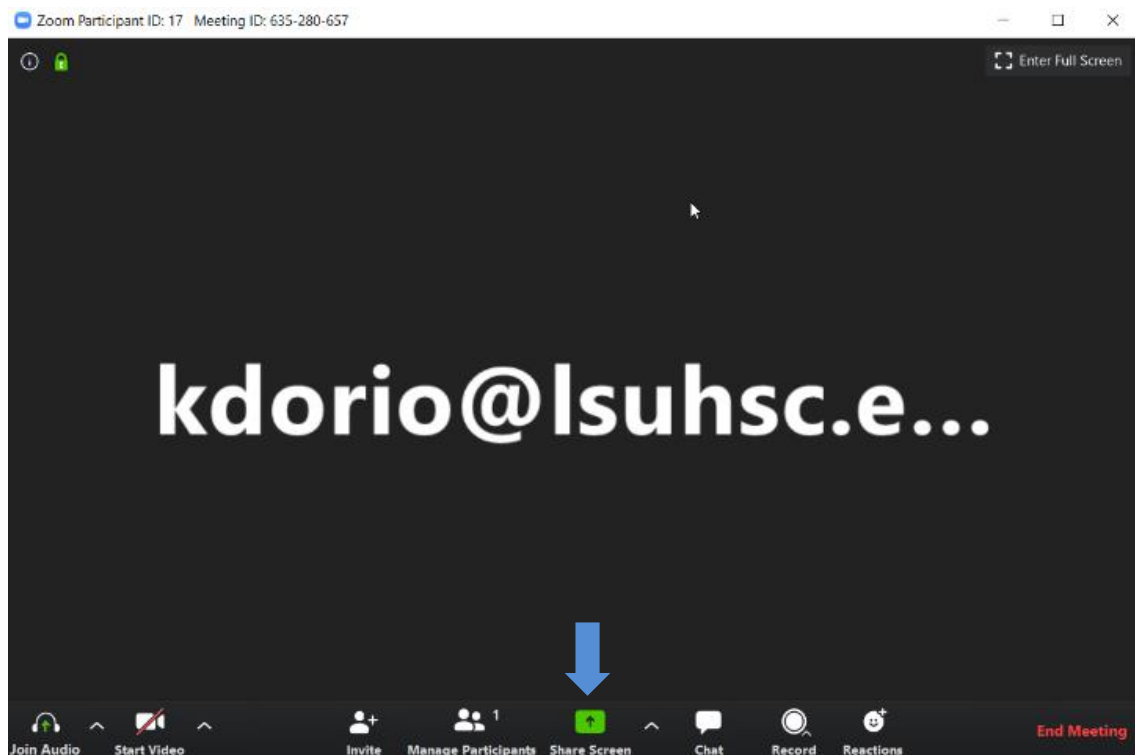 Zoom Participant ID: 17 Meeting ID: 635-280-657
Enter Full Screen
kdorio@lsuhsc.e...
1
Join Audio Start Video Invite Manage Participants Share Screen Chat Record Reactions End Meeting